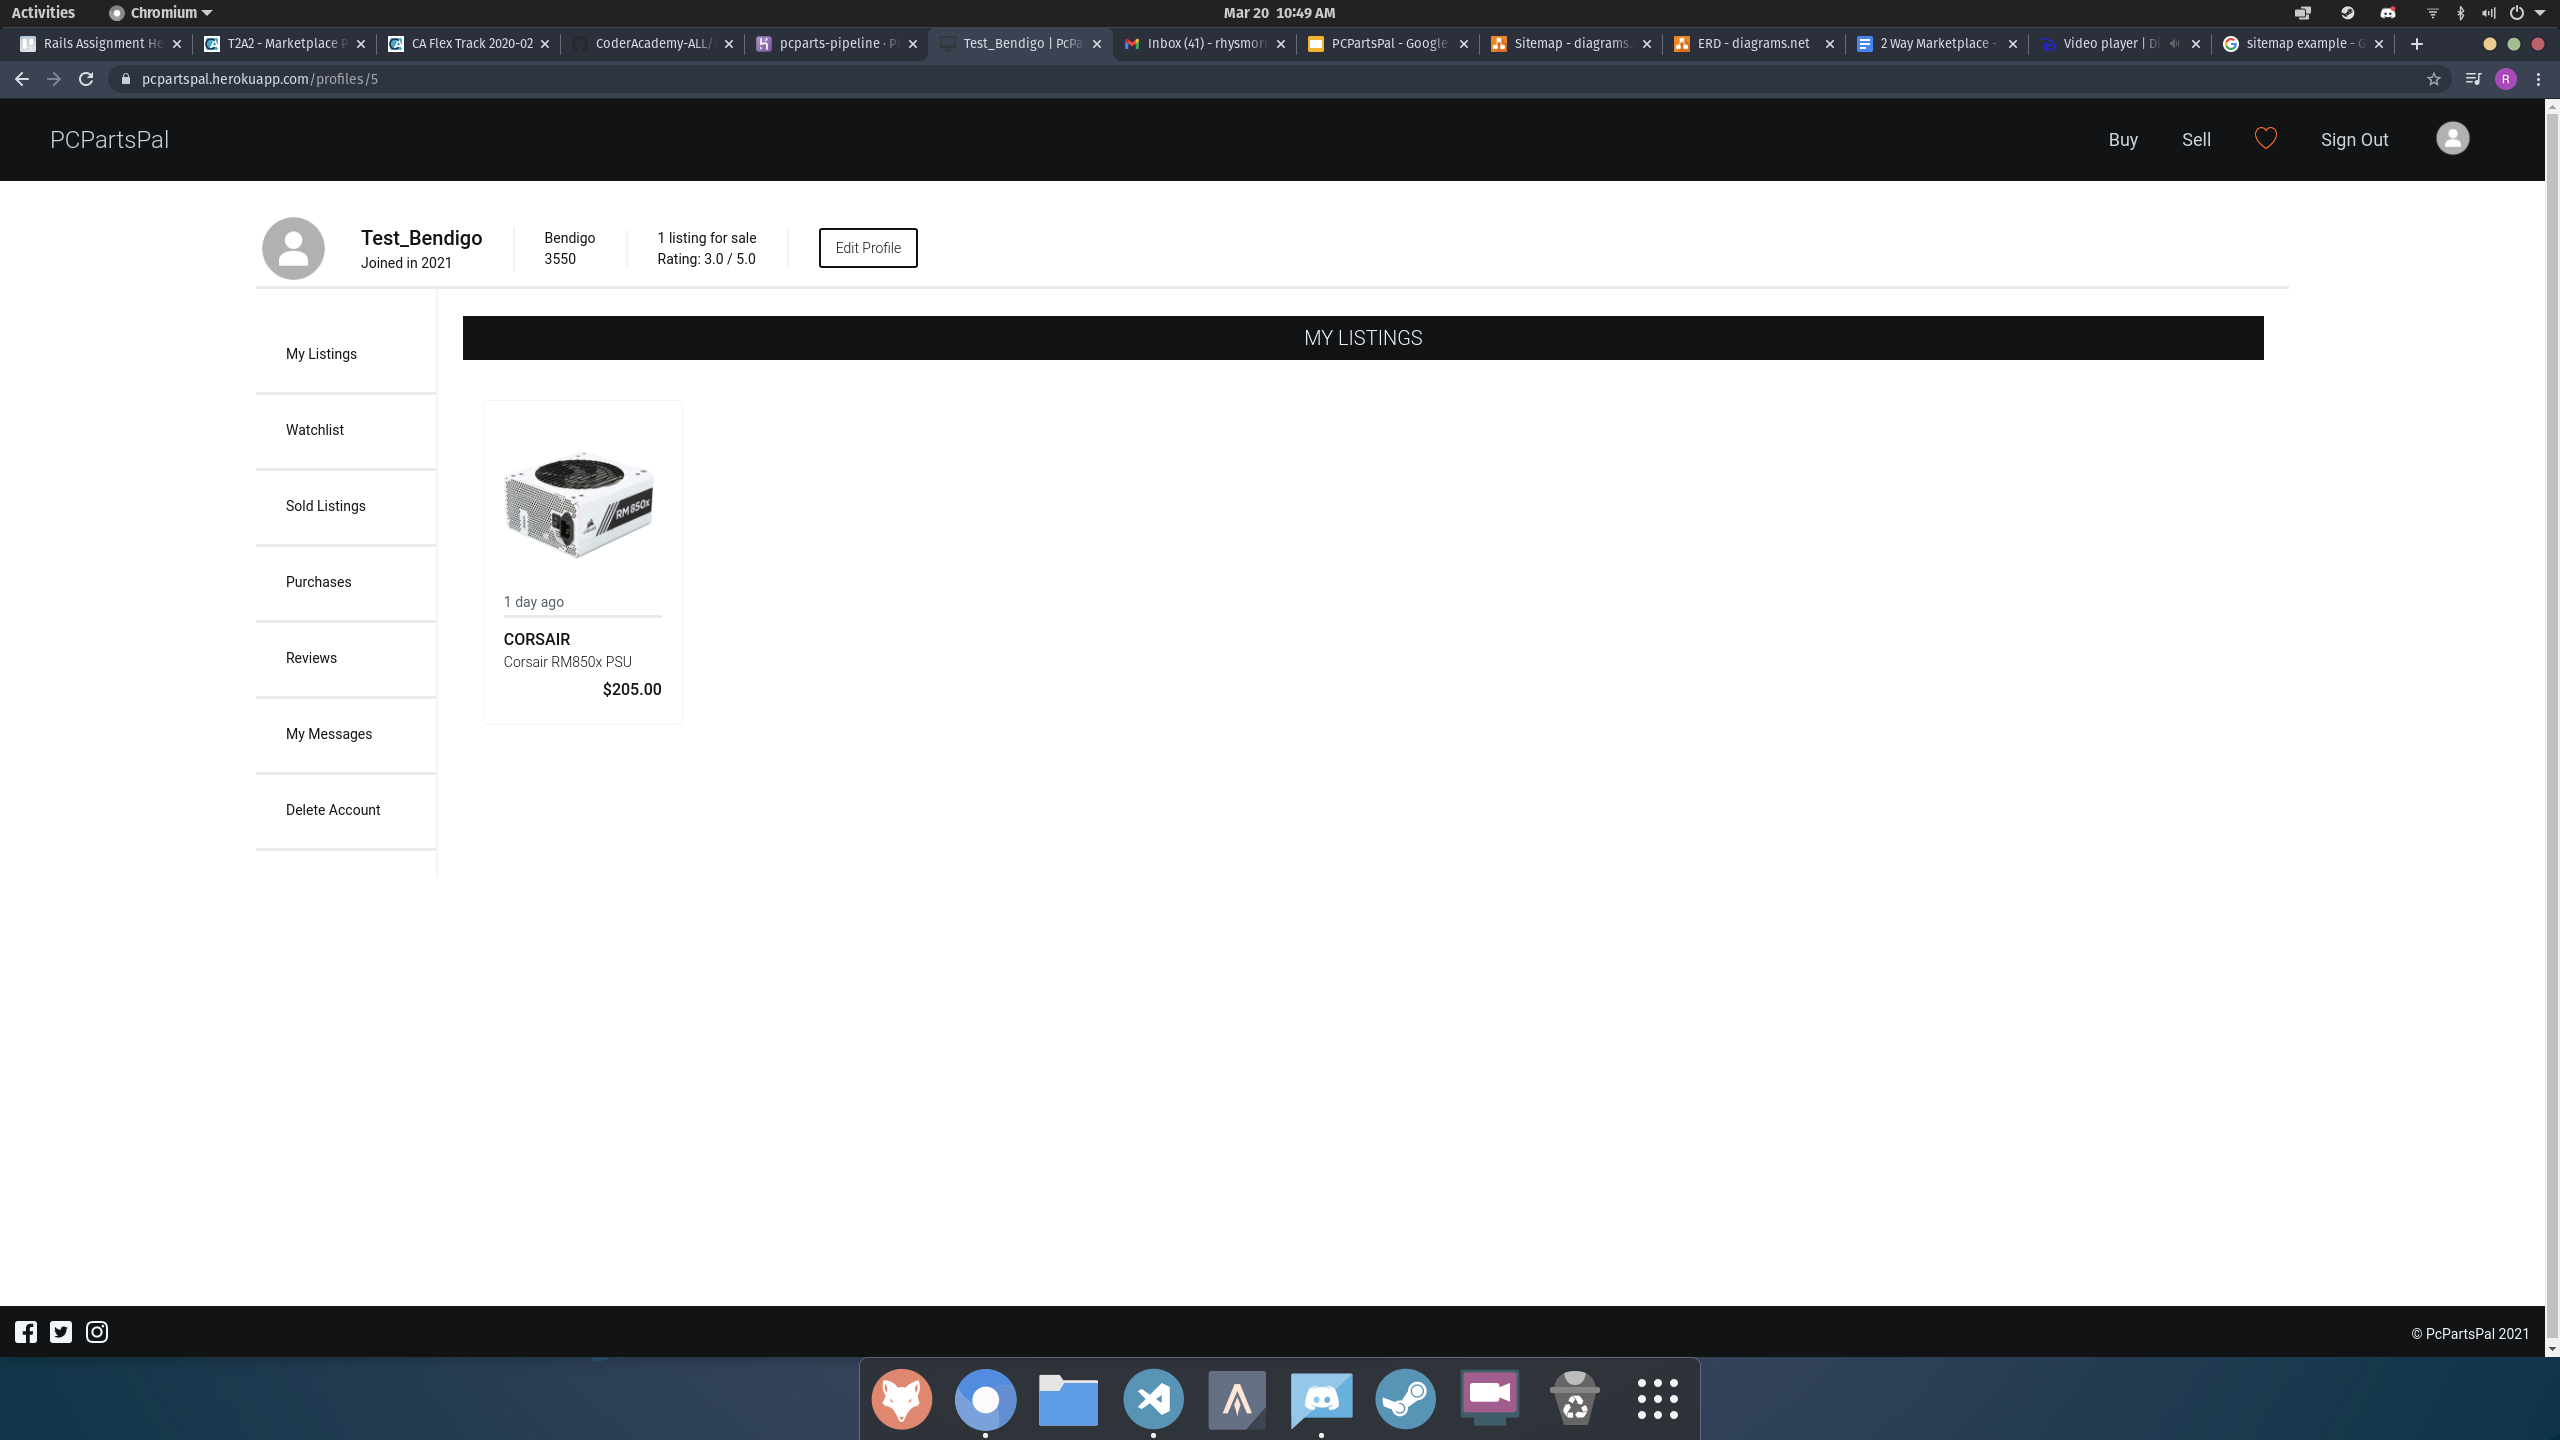 Activities
Chromium
Mar 20 10:49 AM
Rails Assignment He
T2A2 - Marketplace P
CA Flex Track 2020-02
CoderAcademy-ALL/
pcparts-pipeline · Pi
Test_Bendigo | PcPa
Inbox (41) - rhysmorr
PCPartsPal - Google
Sitemap - diagrams.
ERD - diagrams.net
2 Way Marketplace -
Video player | Di
sitemap example - G
pcpartspal.herokuapp.com/profiles/5
R
PCPartsPal
Buy
Sell
Sign Out
Test_Bendigo
Joined in 2021
Bendigo
3550
1 listing for sale
Rating: 3.0 / 5.0
Edit Profile
My Listings
Watchlist
Sold Listings
Purchases
Reviews
My Messages
Delete Account
MY LISTINGS
RM 850x
1 day ago
CORSAIR
Corsair RM850x PSU
$205.00
© PcPartsPal 2021